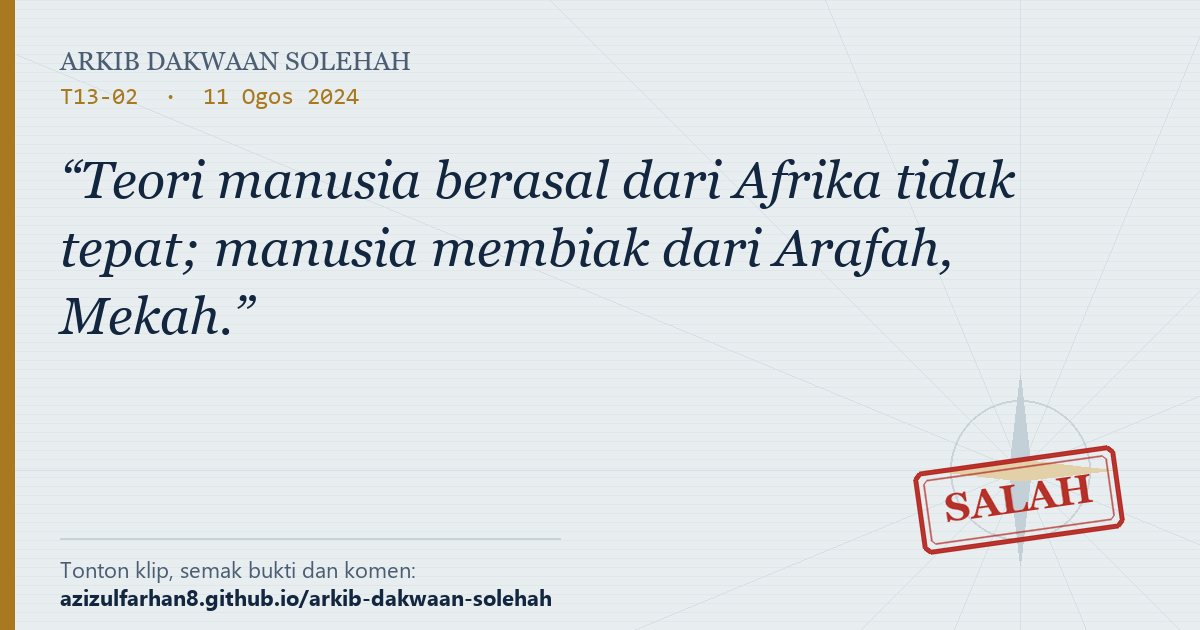 ARKIB DAKWAAN SOLEHAH
T13-02 · 11 Ogos 2024
“Teori manusia berasal dari Afrika tidak
tepat; manusia membiak dari Arafah,
Mekah.”
SALAH
Tonton klip, semak bukti dan komen:
azizulfarhan8.github.io/arkib-dakwaan-solehah